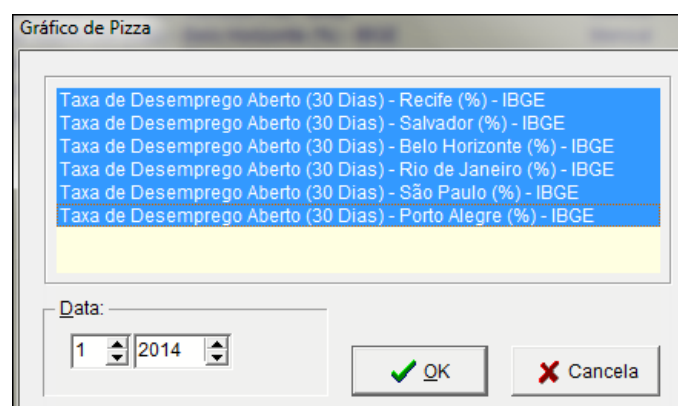 Gráfico de Pizza
Taxa de Desemprego Aberto (30 Dias) - Recife (%) - IBGE
Taxa de Desemprego Aberto (30 Dias) - Salvador (%) - IBGE
Taxa de Desemprego Aberto (30 Dias) - Belo Horizonte (%) - IBGE
Taxa de Desemprego Aberto (30 Dias) - Rio de Janeiro (%) - IBGE
Taxa de Desemprego Aberto (30 Dias) - São Paulo (%) - IBGE
Taxa de Desemprego Aberto (30 Dias) - Porto Alegre (%) - IBGE
Data:
1 2014
OK
Cancela